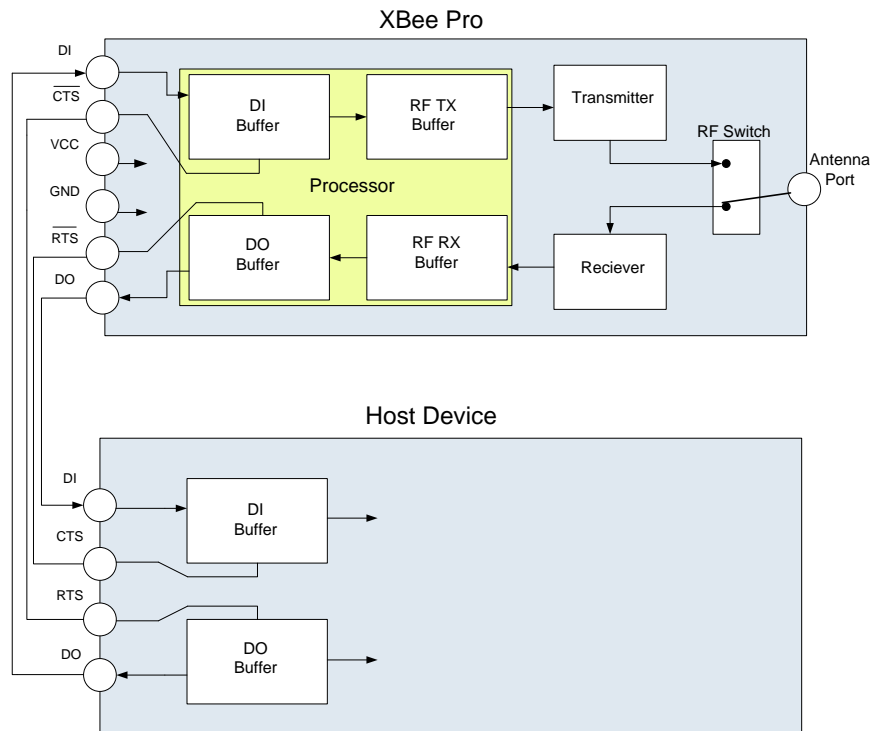 XBee Pro
DI
CTS
VCC
GND
RTS
DO
DI
Buffer
RF TX
Buffer
Processor
DO
Buffer
RF RX
Buffer
Transmitter
Reciever
RF Switch
Antenna
Port
Host Device
DI
CTS
RTS
DO
DI
Buffer
DO
Buffer